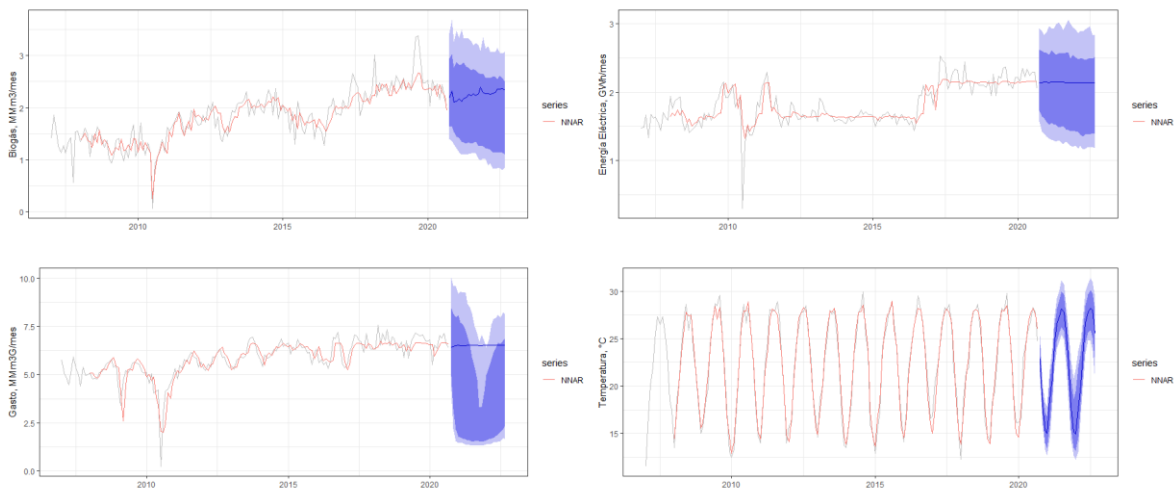 Biogás, MMm3/mes
3
2
1
0
2010
2015
2020
series
NNAR
Energía Eléctrica, GWh/mes
3
2
1
2010
2015
2020
series
NNAR
Gasto, MMm3G/mes
10.0
7.5
5.0
2.5
0.0
2010
2015
2020
series
NNAR
Temperatura, °C
30
25
20
15
2010
2015
2020
series
NNAR